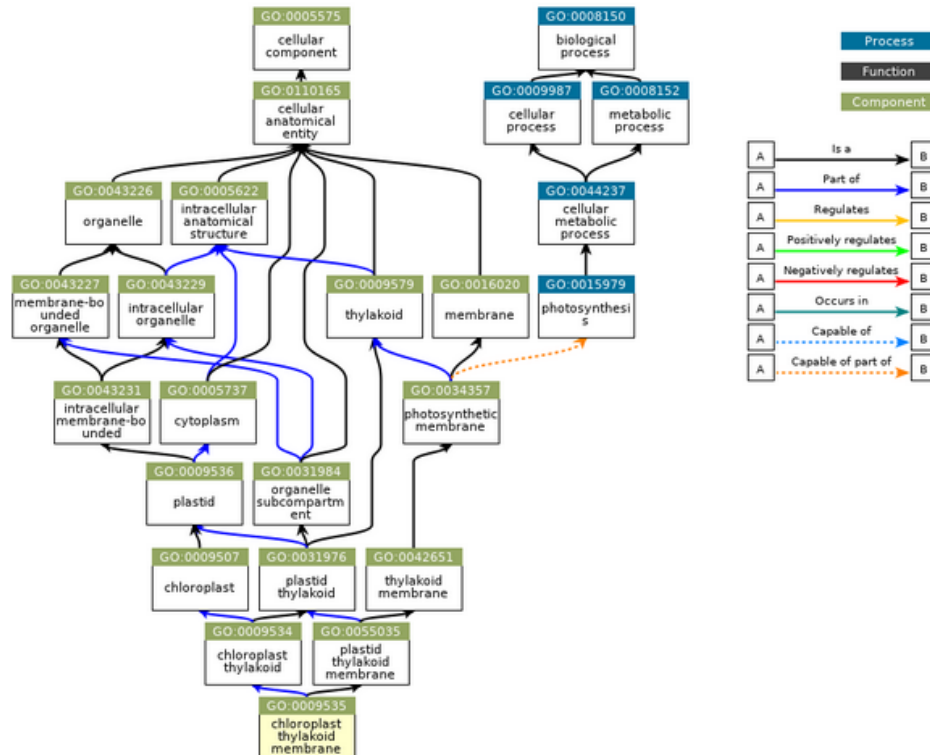 GO:0005575
cellular
component
GO:0008150
biological
process
Process
Function
Component
GO:0110165
cellular
anatomical
entity
GO:0009987
cellular
process
GO:0008152
metabolic
process
A
Is a
B
A
Part of
B
A
Regulates
B
A
Positively regulates
B
A
Negatively regulates
B
A
Occurs in
B
A
Capable of
B
A
Capable of part of
B
GO:0043226
organelle
GO:0005622
intracellular
anatomical
structure
GO:0044237
cellular
metabolic
process
GO:0043227
membrane-bo
unded
organelle
GO:0043229
intracellular
organelle
GO:0009579
thylakoid
GO:0016020
membrane
GO:0015979
photosynthesi
s
GO:0043231
intracellular
membrane-bo
unded
GO:0005737
cytoplasm
GO:0034357
photosynthetic
membrane
GO:0009536
plastid
GO:0031984
organelle
subcompartm
ent
GO:0009507
chloroplast
GO:0031976
plastid
thylakoid
GO:0042651
thylakoid
membrane
GO:0009534
chloroplast
thylakoid
GO:0055035
plastid
thylakoid
membrane
GO:0009535
chloroplast
thylakoid
membrane